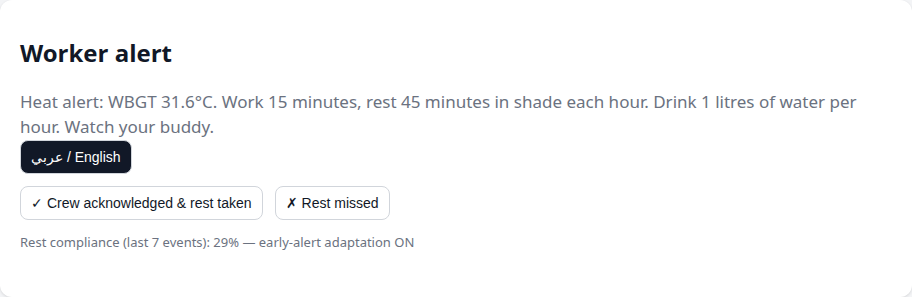 Worker alert
Heat alert: WBGT 31.6°C. Work 15 minutes, rest 45 minutes in shade each hour. Drink 1 litres of water per
hour. Watch your buddy.
عربي / English
✓ Crew acknowledged & rest taken
✗ Rest missed
Rest compliance (last 7 events): 29% — early-alert adaptation ON